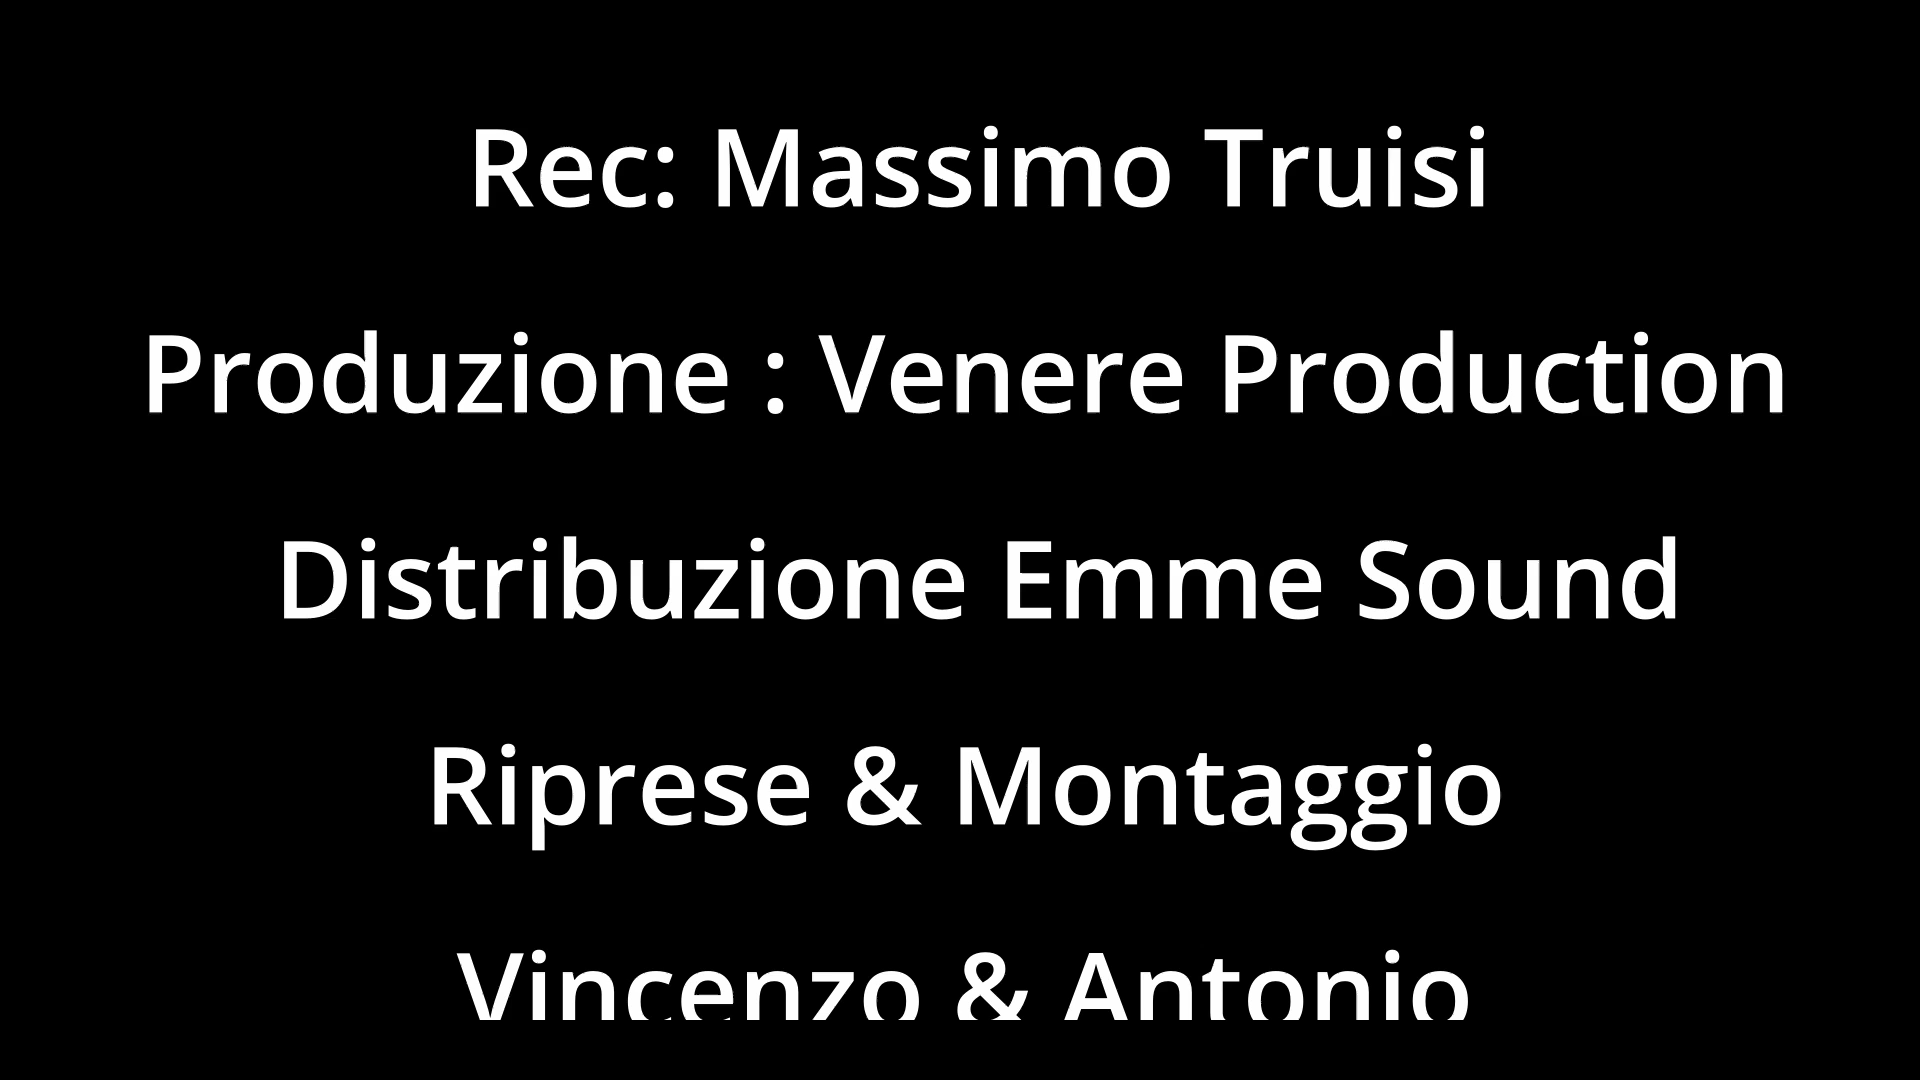 Rec: Massimo Truisi
Produzione : Venere Production
Distribuzione Emme Sound
Riprese & Montaggio
Vincenzo & Antonio